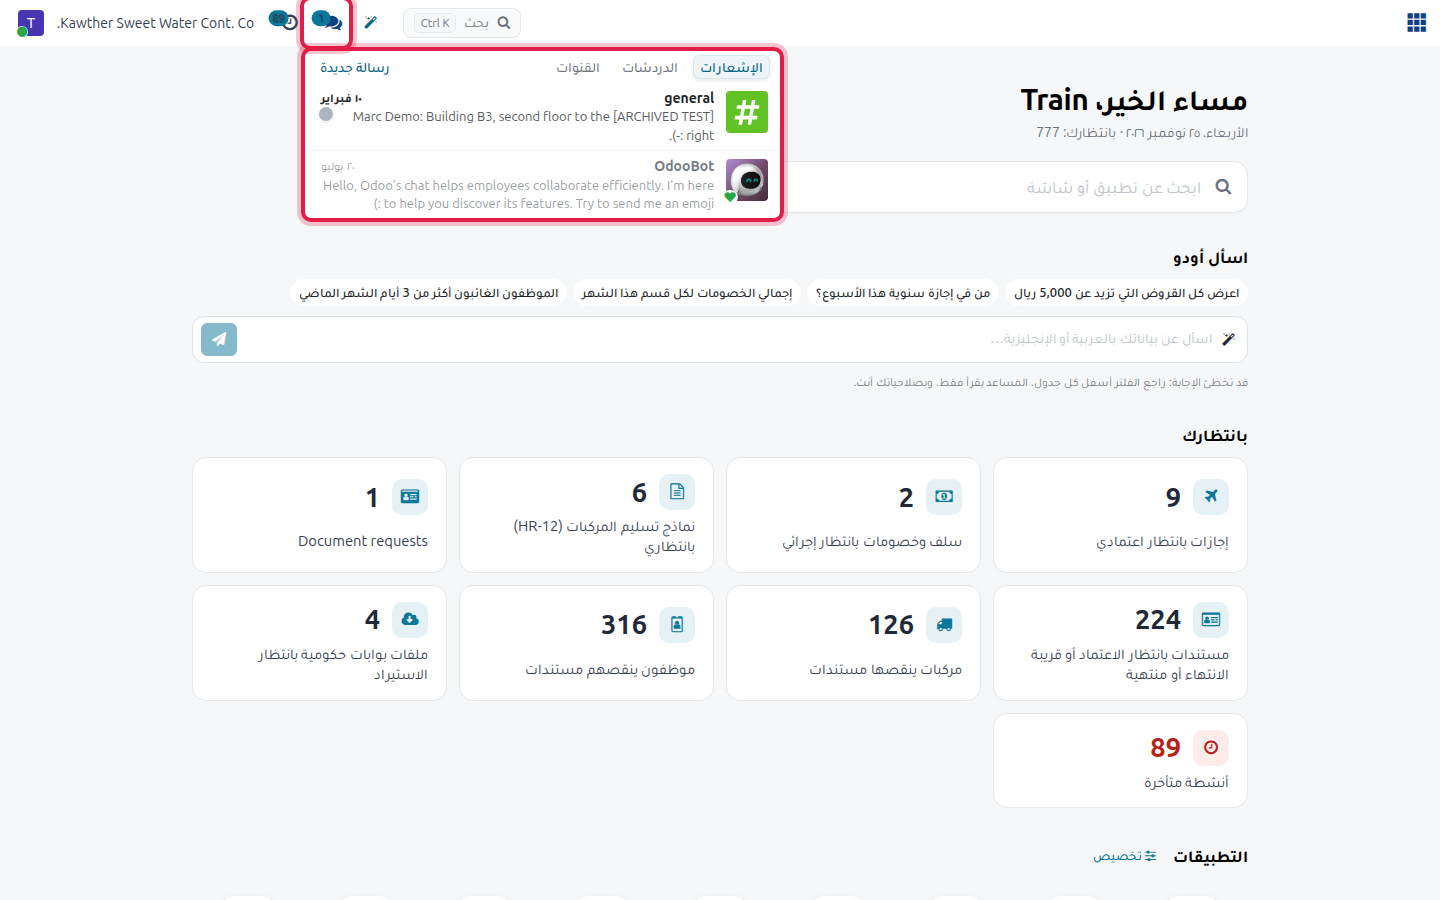 Kawther Sweet Water Cont. Co.
T
89
1
بحث Ctrl K
الإشعارات الدردشات القنوات رسالة جديدة
general ١٠ فبراير
Marc Demo: Building B3, second floor to the [ARCHIVED TEST]
right :-).
OdooBot ٢٠ يوليو
Hello, Odoo's chat helps employees collaborate efficiently. I'm here
to help you discover its features. Try to send me an emoji :)
مساء الخير، Train
الأربعاء، ٢٥ نوفمبر ٢٠٢٦ · بانتظارك: 777
ابحث عن تطبيق أو شاشة
اسأل أودو
اعرض كل القروض التي تزيد عن 5,000 ريال
من في إجازة سنوية هذا الأسبوع؟
إجمالي الخصومات لكل قسم هذا الشهر
الموظفون الغائبون أكثر من 3 أيام الشهر الماضي
اسأل عن بياناتك بالعربية أو الإنجليزية...
قد تخطئ الإجابة: راجع الفلتر أسفل كل جدول. المساعد يقرأ فقط، وبصلاحياتك أنت.
بانتظارك
9
إجازات بانتظار اعتمادي
2
سلف وخصومات بانتظار إجرائي
6
نماذج تسليم المركبات (HR-12)
بانتظاري
1
Document requests
224
مستندات بانتظار الاعتماد أو قريبة
الانتهاء أو منتهية
126
مركبات ينقصها مستندات
316
موظفون ينقصهم مستندات
4
ملفات بوابات حكومية بانتظار
الاستيراد
89
أنشطة متأخرة
التطبيقات تخصيص